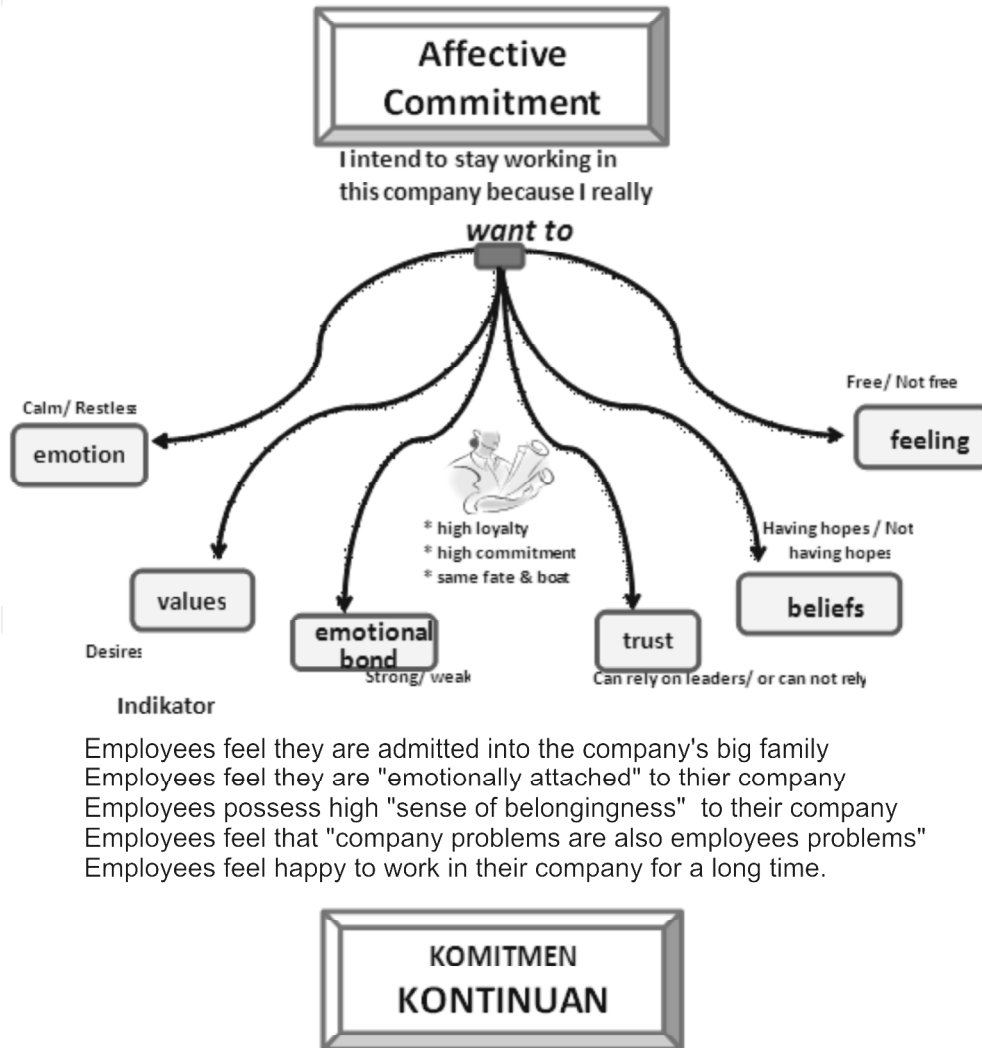 Affective
Commitment
I intend to stay working in
this company because I really
want to
Free/ Not free
Calm/ Restless
feeling
emotion
* high loyalty
* high commitment
* same fate & boat
Having hopes / Not
having hopes
values
beliefs
emotional
bond
trust
Desires
Strong/ weak
Can rely on leaders/ or can not rely
Indikator
Employees feel they are admitted into the company's big family
Employees feel they are "emotionally attached" to thier company
Employees possess high "sense of belongingness" to their company
Employees feel that "company problems are also employees problems"
Employees feel happy to work in their company for a long time.
KOMITMEN
KONTINUAN